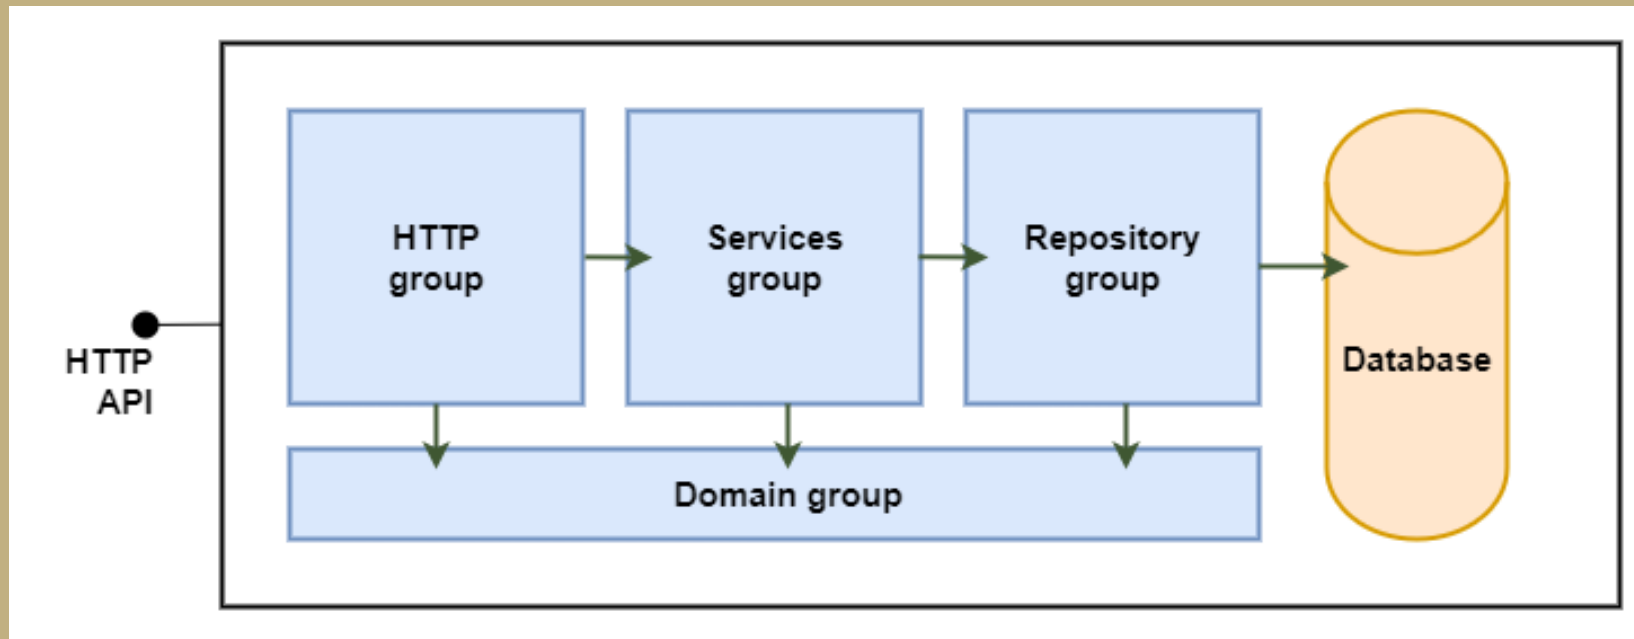 HTTP
group
Services
group
Repository
group
Database
HTTP
API
Domain group